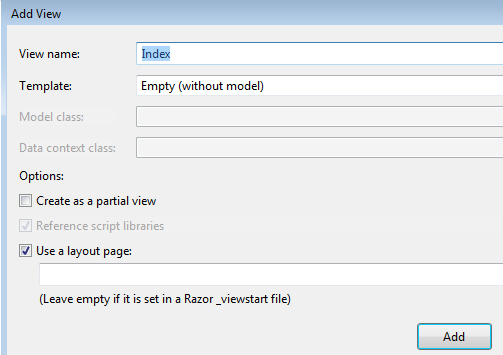 Add View
View name: Index
Template: Empty (without model)
Model class:
Data context class:
Options:
Create as a partial view
Reference script libraries
Use a layout page:
(Leave empty if it is set in a Razor _viewstart file)
Add